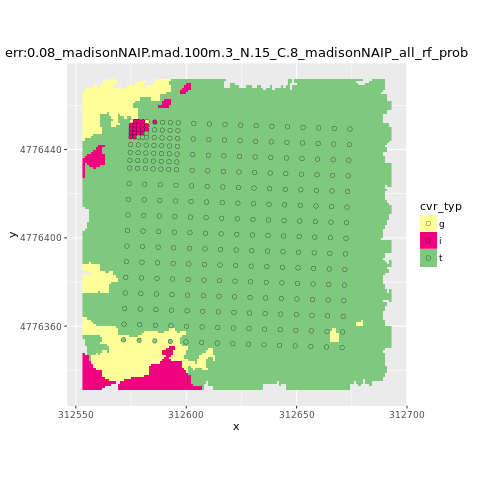 err:0.08_madisonNAIP.mad.100m.3_N.15_C.8_madisonNAIP_all_rf_prob
4776440
4776400
4776360
y
312550 312600 312650 312700
x
cvr_typ
g
i
t